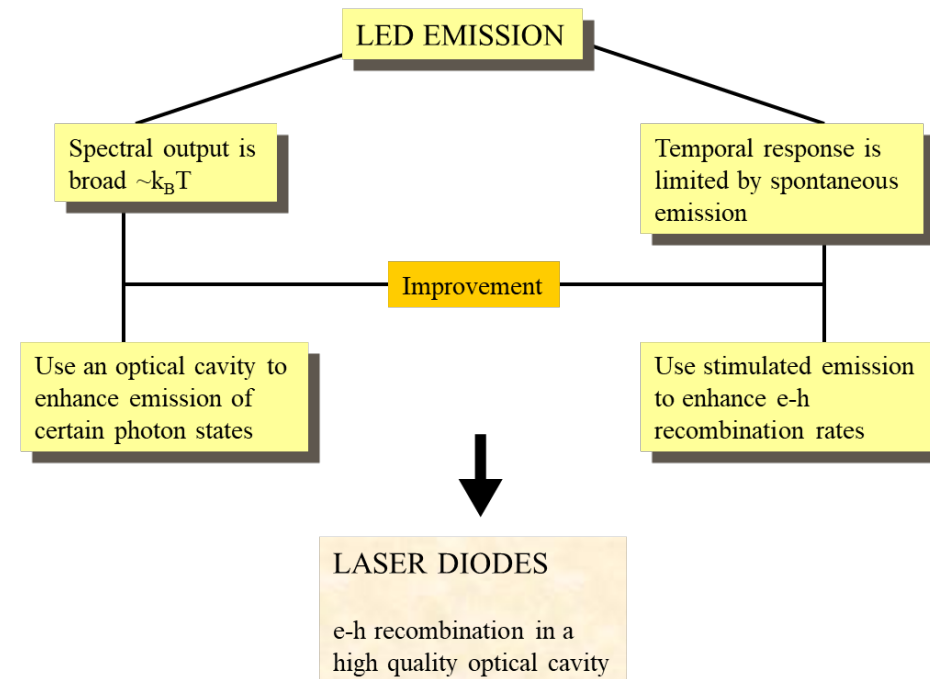 LED EMISSION
Spectral output is
broad ~k_BT
Temporal response is
limited by spontaneous
emission
Improvement
Use an optical cavity to
enhance emission of
certain photon states
Use stimulated emission
to enhance e-h
recombination rates
LASER DIODES
e-h recombination in a
high quality optical cavity